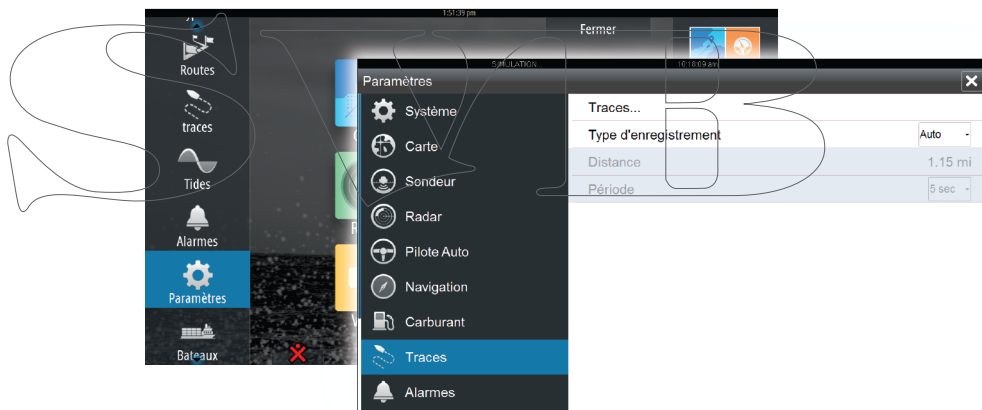 1:51:39 pm
Fermer
Routes
traces
Tides
Alarmes
Paramètres
Bateaux
SIMULATION...
10:18:09 am
Paramètres
Système
Carte
Sondeur
Radar
Pilote Auto
Navigation
Carburant
Traces
Alarmes
Traces...
Type d'enregistrement Auto
Distance 1.15 mi
Période 5 sec